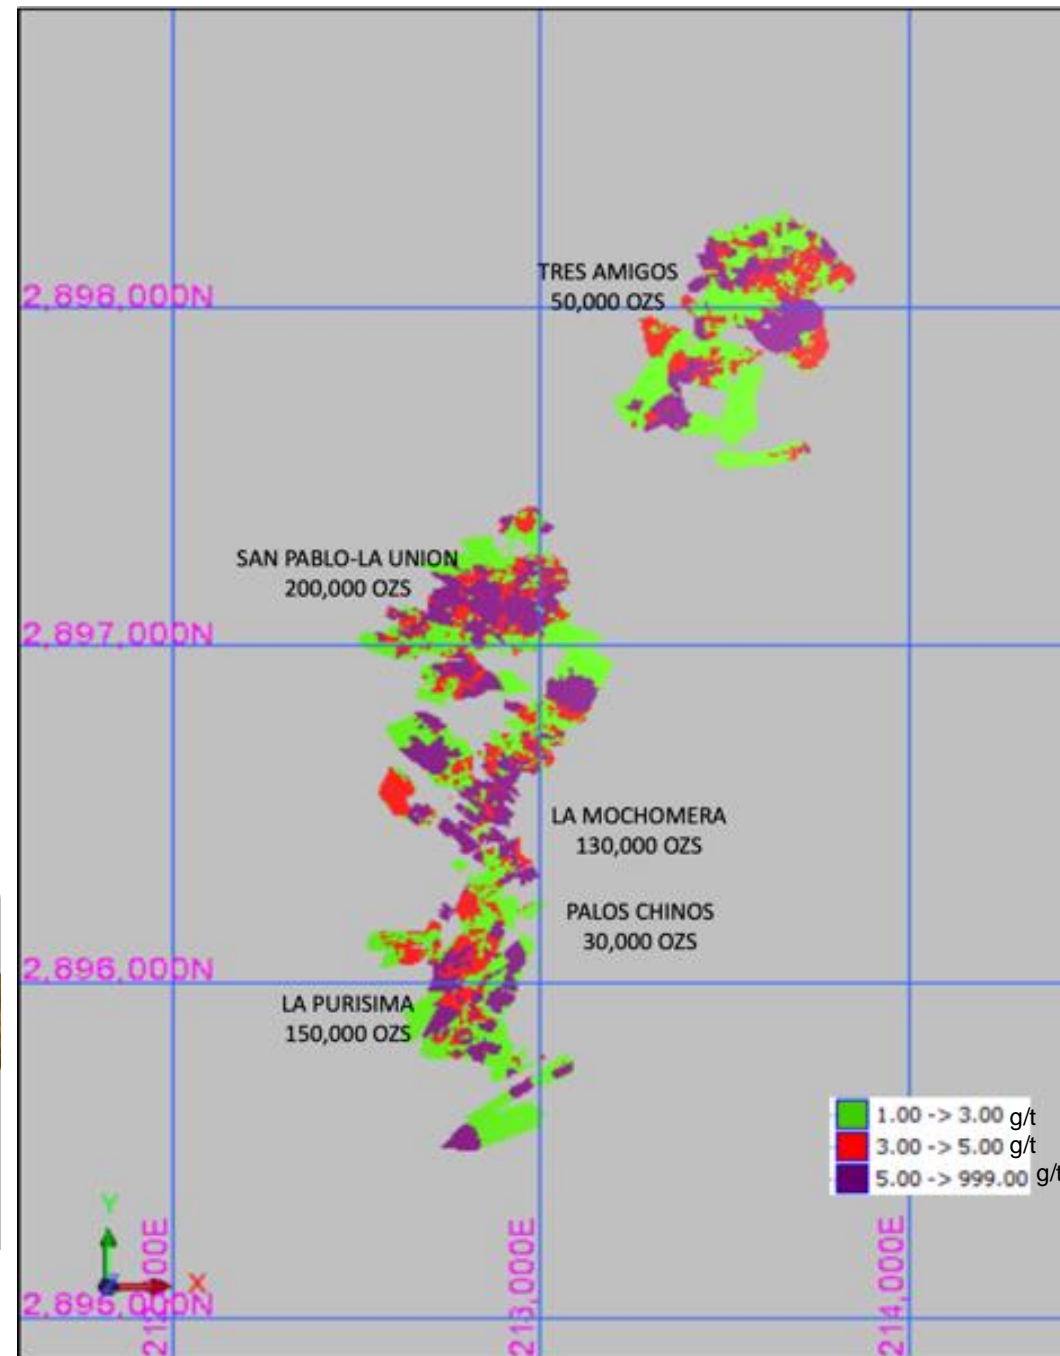 TRES AMIGOS
50,000 OZS
2,898,000N
SAN PABLO-LA UNION
200,000 OZS
2,897,000N
LA MOCHOMERA
130,000 OZS
PALOS CHINOS
30,000 OZS
2,896,000N
LA PURISIMA
150,000 OZS
1.00 -> 3.00 g/t
3.00 -> 5.00 g/t
5.00 -> 999.00 g/t
Y
X
2,895,000N
213,000E
214,000E